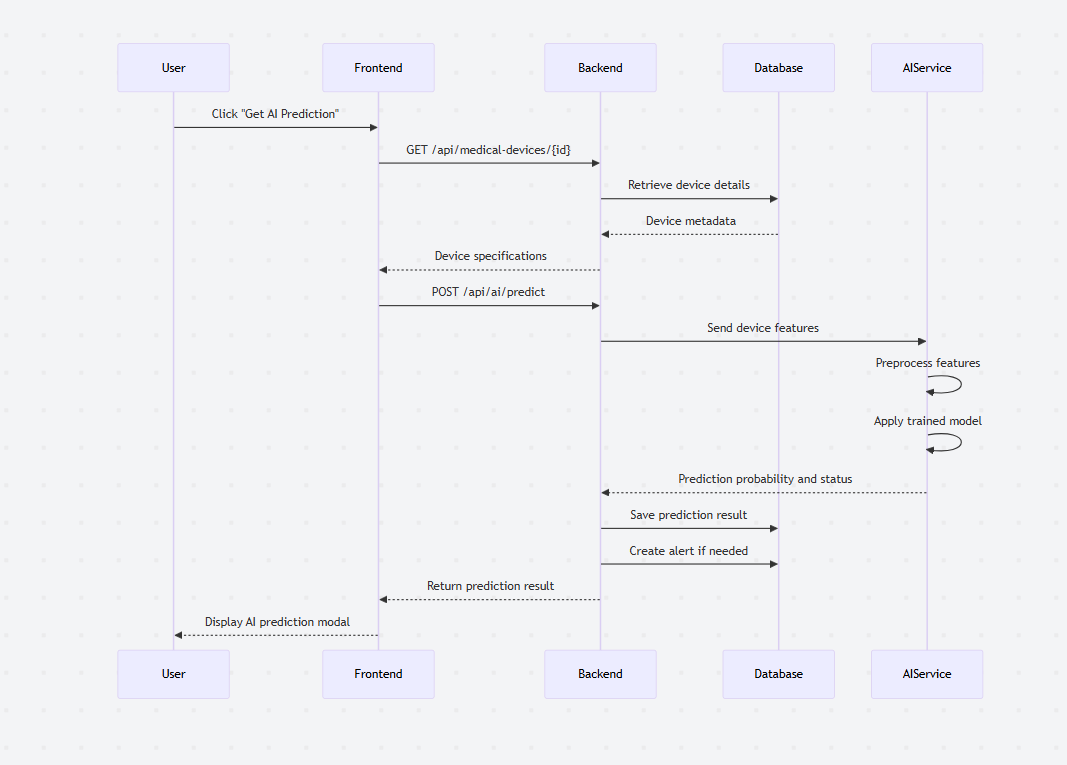 User
Frontend
Backend
Database
AIService
Click "Get AI Prediction"
GET /api/medical-devices/{id}
Retrieve device details
Device metadata
Device specifications
POST /api/ai/predict
Send device features
Preprocess features
Apply trained model
Prediction probability and status
Save prediction result
Create alert if needed
Return prediction result
Display AI prediction modal
User
Frontend
Backend
Database
AIService